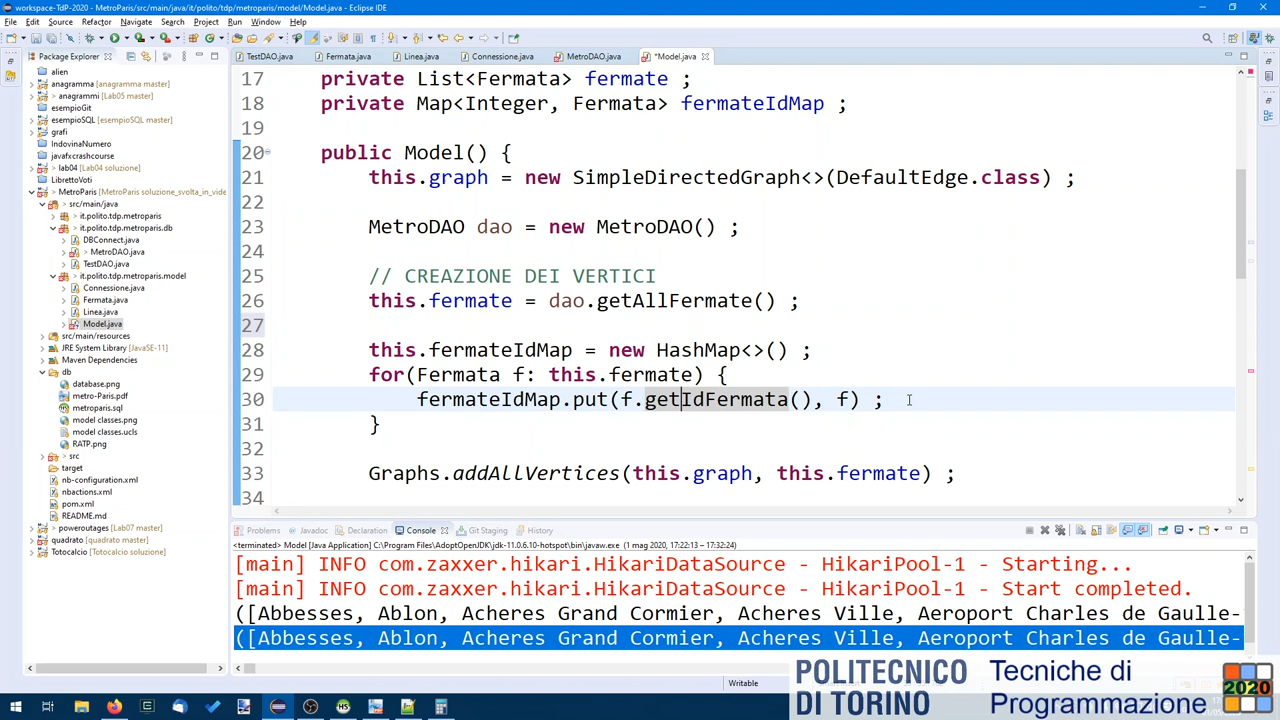 workspace-TdP-2020 - MetroParis/src/main/java/it/polito/tdp/metroparis/model/Model.java - Eclipse IDE
File Edit Source Refactor Navigate Search Project Run Window Help
Package Explorer
TestDAO.java Fermata.java Linea.java Connessione.java MetroDAO.java *Model.java
alien
anagramma [anagramma master]
anagrammi [Lab05 master]
esempioGit
esempioSQL [esempioSQL master]
grafi
IndovinaNumero
javafxcrashcourse
lab04 [Lab04 soluzione]
LibrettoVoti
MetroParis [MetroParis soluzione_svolta_in_vide
src/main/java
it.polito.tdp.metroparis
it.polito.tdp.metroparis.db
DBConnect.java
MetroDAO.java
TestDAO.java
it.polito.tdp.metroparis.model
Connessione.java
Fermata.java
Linea.java
Model.java
src/main/resources
JRE System Library [JavaSE-11]
Maven Dependencies
db
database.png
metro-Paris.pdf
metroparis.sql
model classes.png
model classes.ucls
RATP.png
src
target
nb-configuration.xml
nbactions.xml
pom.xml
README.md
poweroutages [Lab07 master]
quadrato [quadrato master]
Totocalcio [Totocalcio soluzione]
17 private List<Fermata> fermate ;
18 private Map<Integer, Fermata> fermateIdMap ;
19
20 public Model() {
21 this.graph = new SimpleDirectedGraph<>(DefaultEdge.class) ;
22
23 MetroDAO dao = new MetroDAO() ;
24
25 // CREAZIONE DEI VERTICI
26 this.fermate = dao.getAllFermate() ;
27
28 this.fermateIdMap = new HashMap<>() ;
29 for(Fermata f: this.fermate) {
30 fermateIdMap.put(f.getIdFermata(), f) ;
31 }
32
33 Graphs.addAllVertices(this.graph, this.fermate) ;
34
Problems Javadoc Declaration Console Git Staging History
<terminated> Model [Java Application] C:\Program Files\AdoptOpenJDK\jdk-11.0.6.10-hotspot\bin\javaw.exe (1 mag 2020, 17:22:13 – 17:32:24)
[main] INFO com.zaxxer.hikari.HikariDataSource - HikariPool-1 - Starting...
[main] INFO com.zaxxer.hikari.HikariDataSource - HikariPool-1 - Start completed.
([Abbesses, Ablon, Acheres Grand Cormier, Acheres Ville, Aeroport Charles de Gaulle-
([Abbesses, Ablon, Acheres Grand Cormier, Acheres Ville, Aeroport Charles de Gaulle-
Writable
POLITECNICO
DI TORINO
Tecniche di
Programmazione
2020